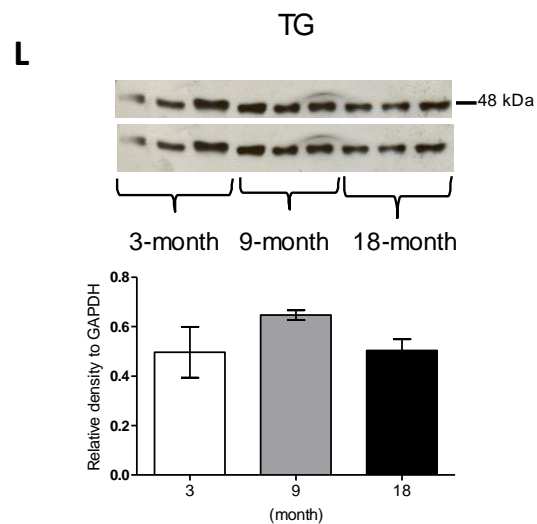 TG
L
48 kDa
3-month 9-month 18-month
Relative density to GAPDH
0.8
0.6
0.4
0.2
0.0
3 9 18
(month)